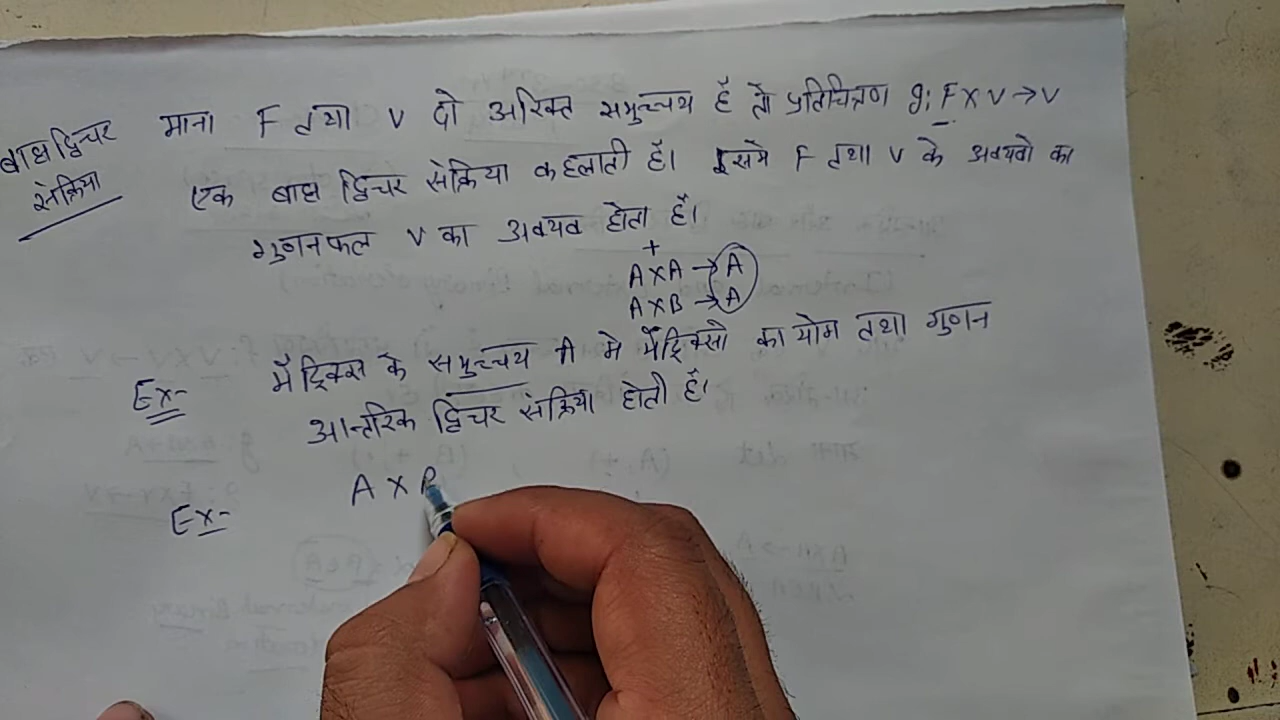 बाह्य द्विचर संक्रिया
माना F तथा V दो अरिक्त समुच्चय हैं तो प्रतिचित्रण g: F×V→V
एक बाह्य द्विचर संक्रिया कहलाती है। इसमे F तथा V के अवयवो का
गुणनफल V का अवयव होता है।
+
A×A→A
A×B→A
Ex- मैट्रिक्स के समुच्चय A मे मैट्रिक्सो का योग तथा गुणन
आन्तरिक द्विचर संक्रिया होती है।
Ex- A ×